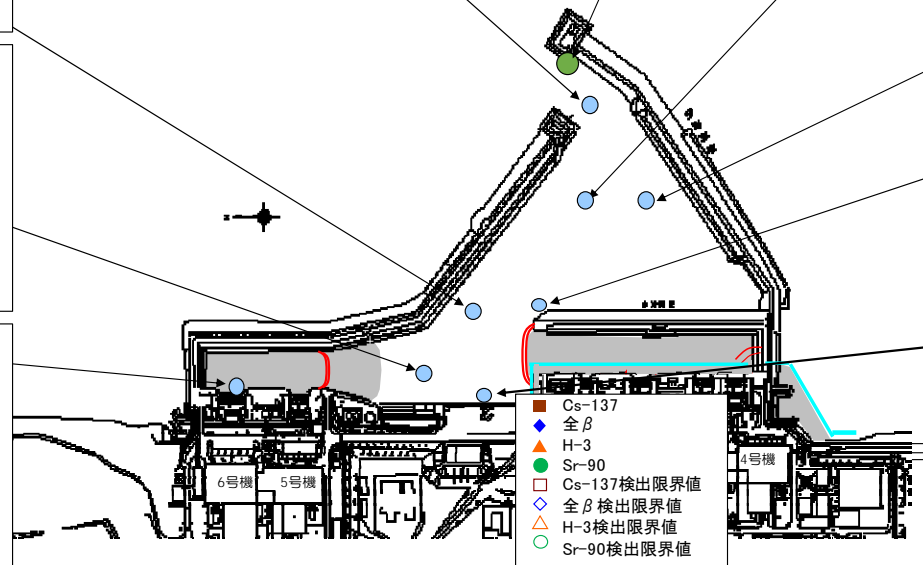 6号機
5号機
4号機
Cs-137
全β
H-3
Sr-90
Cs-137検出限界値
全β検出限界値
H-3検出限界値
Sr-90検出限界値